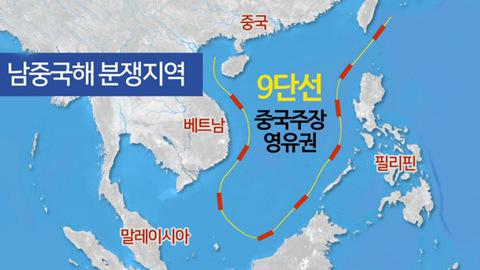 중국
남중국해 분쟁지역
9단선
중국주장
영유권
베트남
필리핀
말레이시아